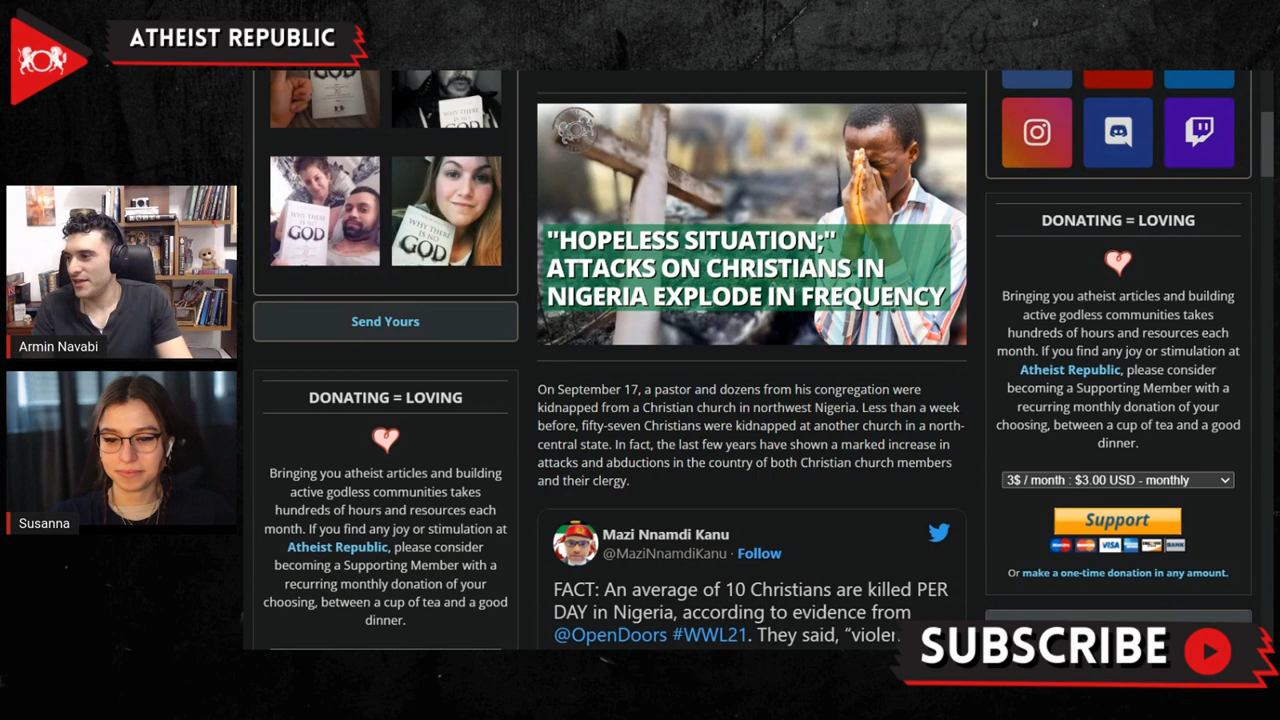 ATHEIST REPUBLIC
Armin Navabi
Susanna
WHY THERE
IS NO
GOD
WHY THERE
IS NO
GOD
Send Yours
DONATING = LOVING
Bringing you atheist articles and building
active godless communities takes
hundreds of hours and resources each
month. If you find any joy or stimulation at
Atheist Republic, please consider
becoming a Supporting Member with a
recurring monthly donation of your
choosing, between a cup of tea and a good
dinner.
"HOPELESS SITUATION;"
ATTACKS ON CHRISTIANS IN
NIGERIA EXPLODE IN FREQUENCY
On September 17, a pastor and dozens from his congregation were
kidnapped from a Christian church in northwest Nigeria. Less than a week
before, fifty-seven Christians were kidnapped at another church in a north-
central state. In fact, the last few years have shown a marked increase in
attacks and abductions in the country of both Christian church members
and their clergy.
Mazi Nnamdi Kanu
@MaziNnamdiKanu · Follow
FACT: An average of 10 Christians are killed PER
DAY in Nigeria, according to evidence from
@OpenDoors #WWL21. They said, “violen
DONATING = LOVING
Bringing you atheist articles and building
active godless communities takes
hundreds of hours and resources each
month. If you find any joy or stimulation at
Atheist Republic, please consider
becoming a Supporting Member with a
recurring monthly donation of your
choosing, between a cup of tea and a good
dinner.
3$ / month : $3.00 USD - monthly
Support
VISA
BANK
Or make a one-time donation in any amount.
SUBSCRIBE